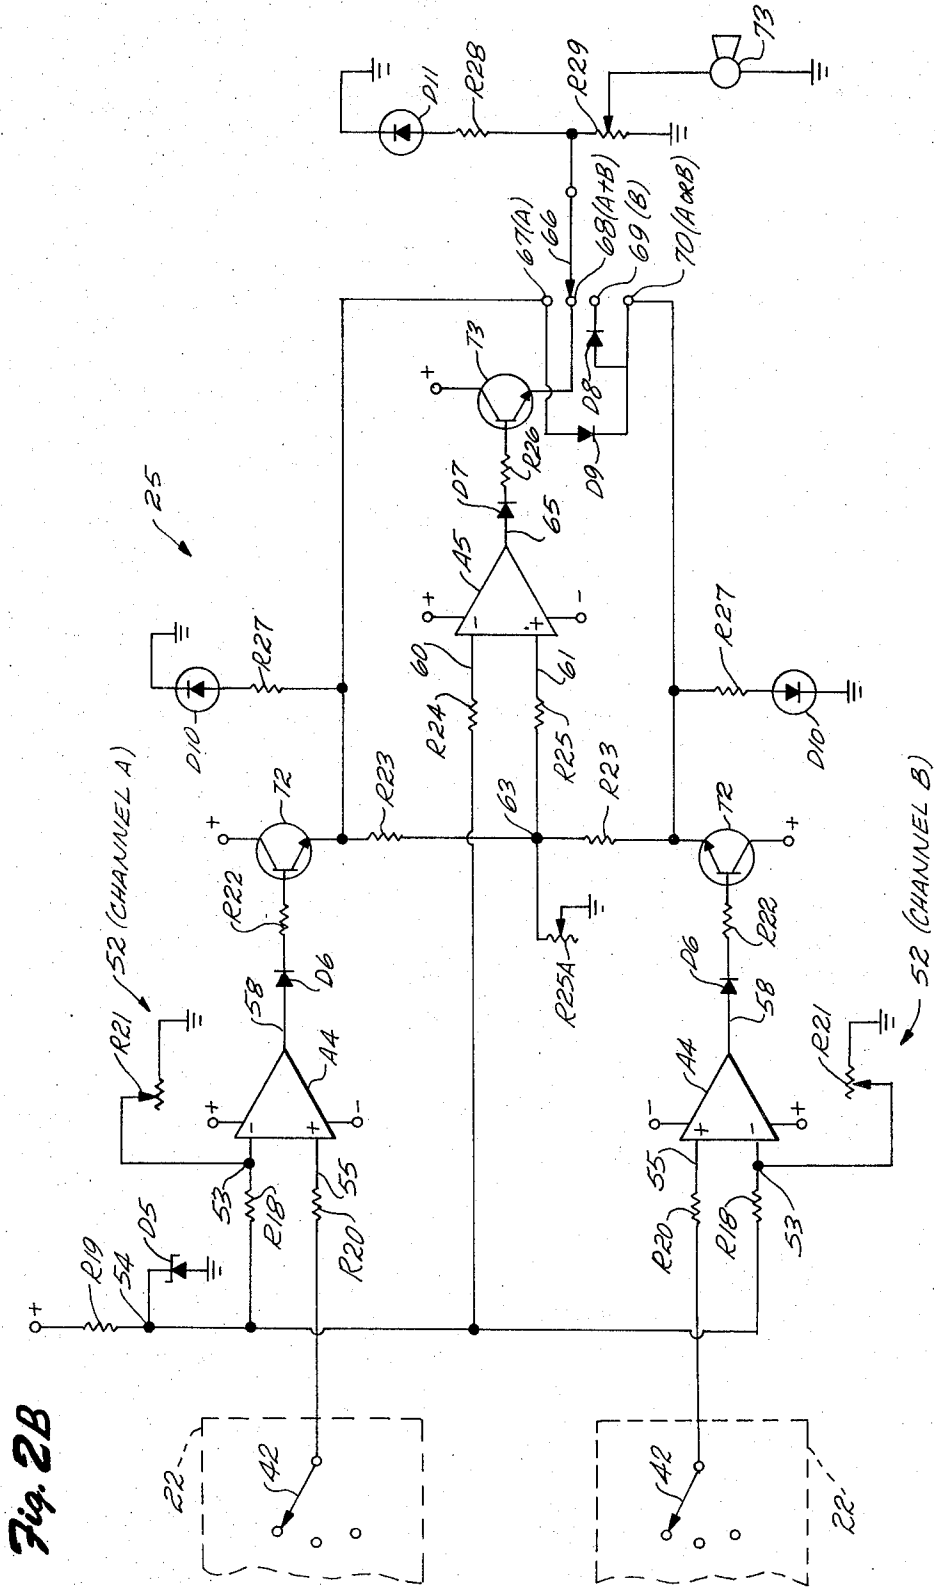 Fig. 2B
22
42
+
R19
54
D5
53
R18
R20
55
R21
52 (CHANNEL A)
+
-
+
-
A4
58
D6
R22
T2
+
R23
D10
R27
25
60
R24
61
R25
63
R25A
R23
A5
+
-
+
-
65
D7
R26
T3
+
D8
D9
67(A)
66
68(A+B)
69(B)
70(A OR B)
D11
R28
R29
73
22
42
R20
55
R18
53
A4
-
+
-
+
58
D6
R22
T2
+
R21
52 (CHANNEL B)
R27
D10